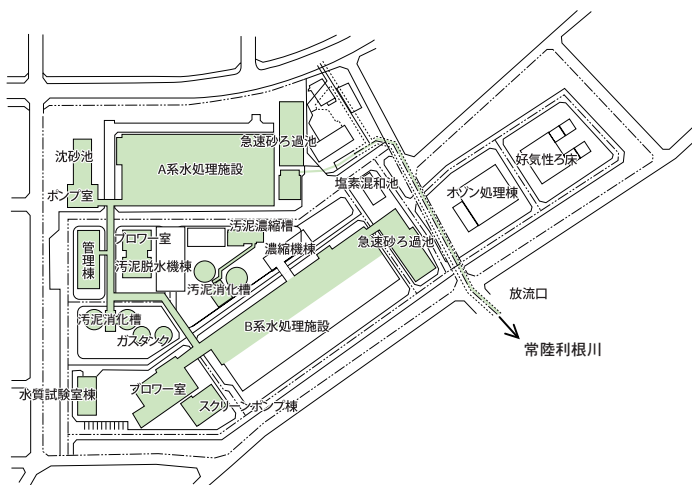 急速砂ろ過池
沈砂池
A系水処理施設
好気性ろ床
塩素混和池
オゾン処理棟
ポンプ室
汚泥濃縮槽
ブロワー室
急速砂ろ過池
管理棟
濃縮機棟
汚泥脱水機棟
汚泥消化槽
放流口
汚泥消化槽
B系水処理施設
ガスタンク
常陸利根川
ブロワー室
水質試験室棟
スクリーンポンプ棟